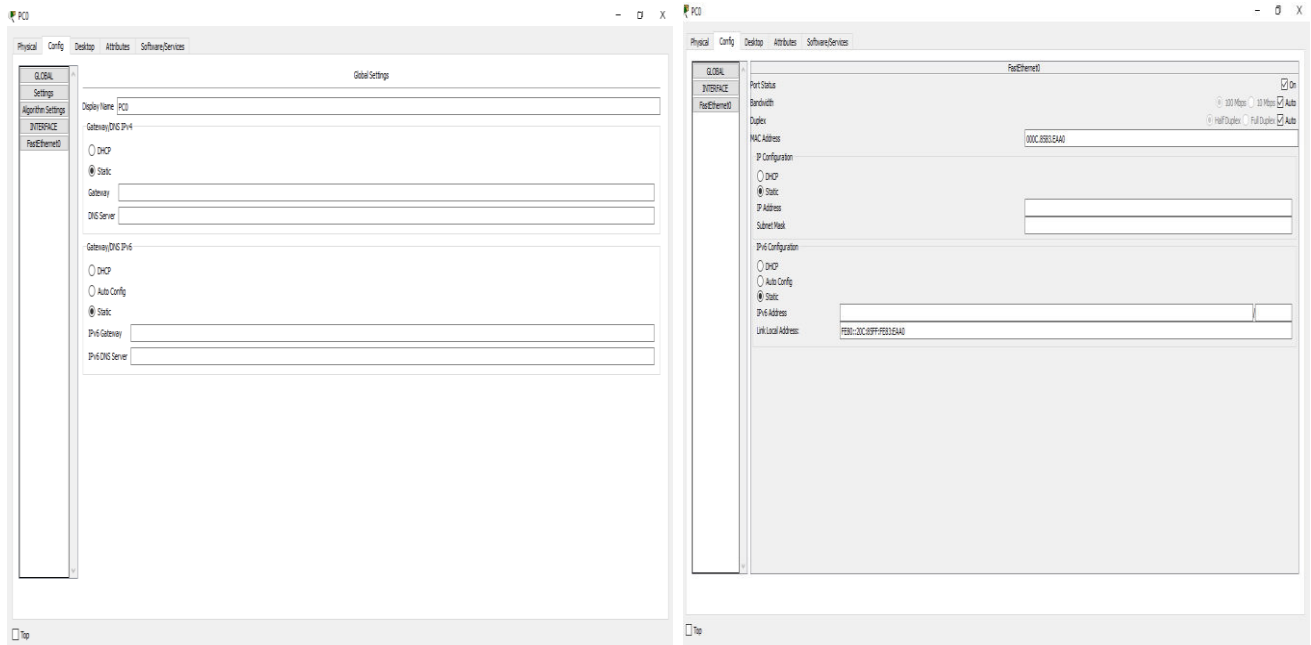 PC0
Physical Config Desktop Attributes Software/Services
GLOBAL
Settings
Algorithm Settings
INTERFACE
FastEthernet0
Global Settings
Display Name PC0
Gateway/DNS IPv4
DHCP
Static
Gateway
DNS Server
Gateway/DNS IPv6
DHCP
Auto Config
Static
IPv6 Gateway
IPv6 DNS Server
Top
PC0
Physical Config Desktop Attributes Software/Services
GLOBAL
INTERFACE
FastEthernet0
FastEthernet0
Port Status On
Bandwidth 100 Mbps 10 Mbps Auto
Duplex Half Duplex Full Duplex Auto
MAC Address 000C.85B3.EAA0
IP Configuration
DHCP
Static
IP Address
Subnet Mask
IPv6 Configuration
DHCP
Auto Config
Static
IPv6 Address /
Link Local Address: FE80::20C:85FF:FEB3:EAA0
Top